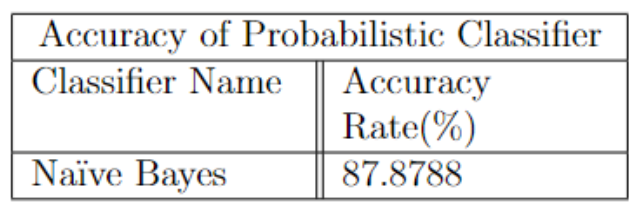 Accuracy of Probabilistic Classifier
Classifier Name Accuracy
Rate(%)
Naïve Bayes 87.8788